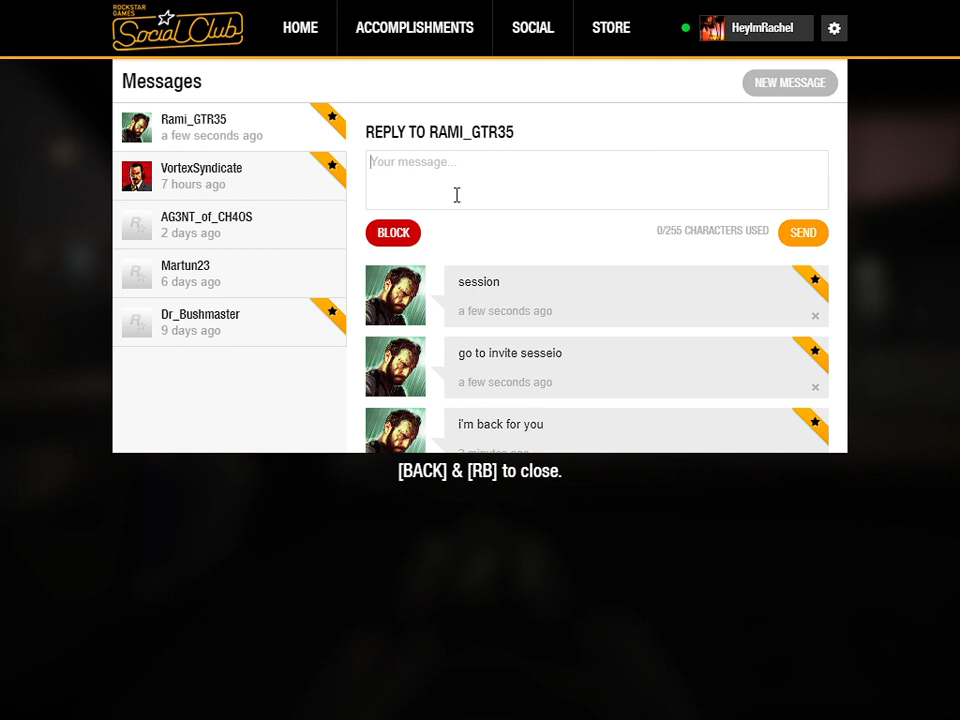 ROCKSTAR
GAMES
Social Club
HOME
ACCOMPLISHMENTS
SOCIAL
STORE
HeyImRachel
Messages
NEW MESSAGE
Rami_GTR35
a few seconds ago
VortexSyndicate
7 hours ago
AG3NT_of_CH4OS
2 days ago
Martun23
6 days ago
Dr_Bushmaster
9 days ago
REPLY TO RAMI_GTR35
Your message...
BLOCK
0/255 CHARACTERS USED
SEND
session
a few seconds ago
go to invite sesseio
a few seconds ago
i'm back for you
2 minutes ago
[BACK] & [RB] to close.